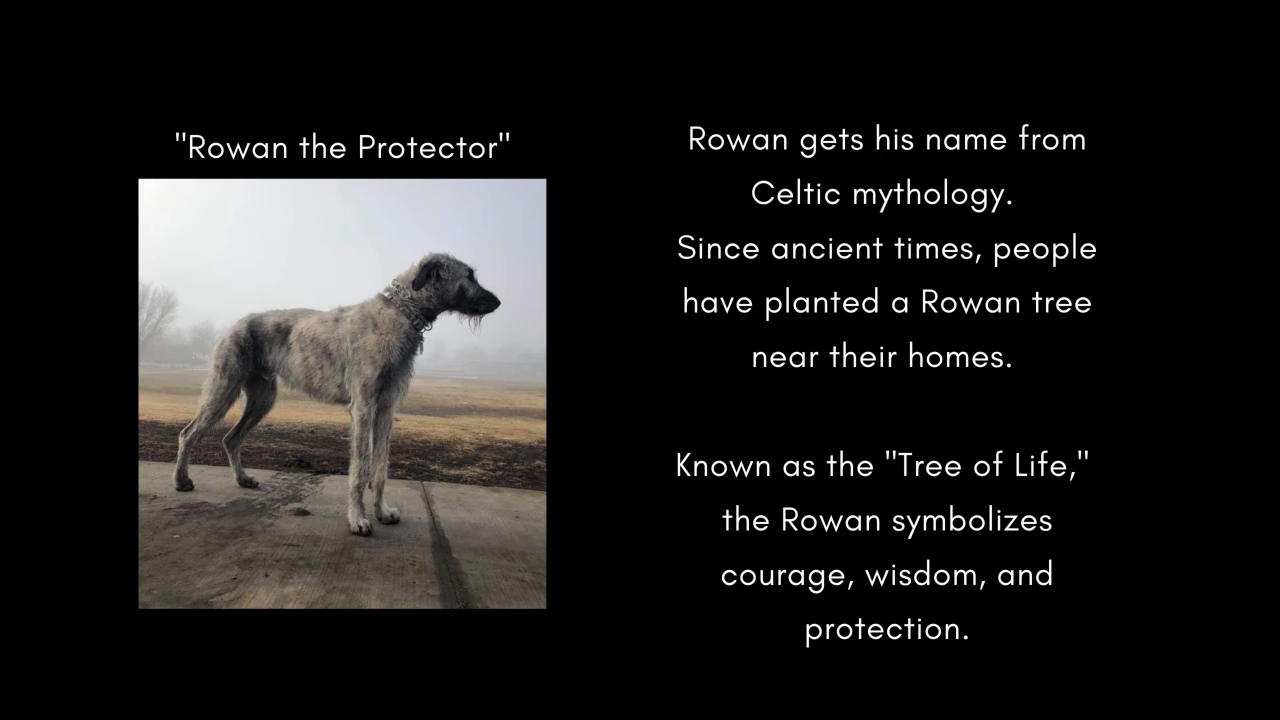 "Rowan the Protector"
Rowan gets his name from
Celtic mythology.
Since ancient times, people
have planted a Rowan tree
near their homes.
Known as the "Tree of Life,"
the Rowan symbolizes
courage, wisdom, and
protection.